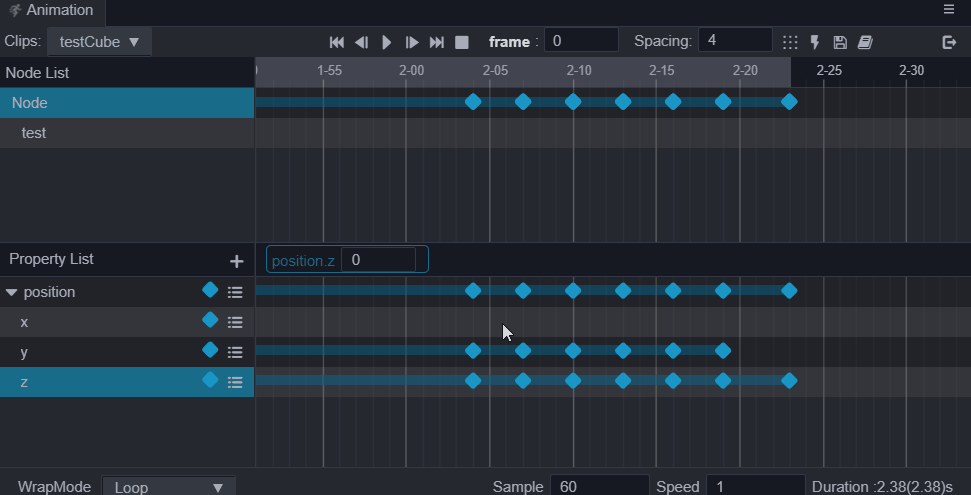 Animation
Clips: testCube frame : 0 Spacing: 4
Node List 1-55 2-00 2-05 2-10 2-15 2-20 2-25 2-30
Node
test
Property List position.z 0
position
x
y
z
WrapMode Loop Sample 60 Speed 1 Duration :2.38(2.38)s